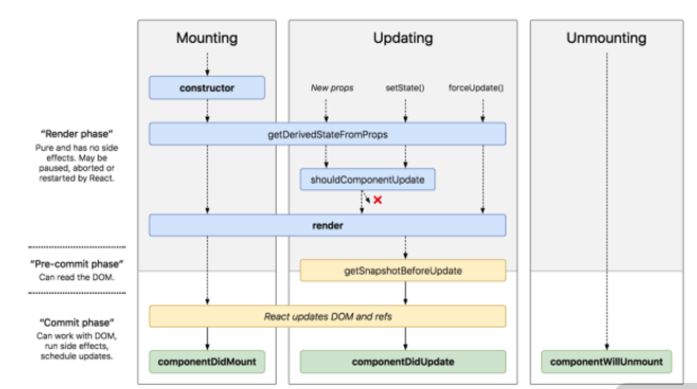 Mounting
Updating
Unmounting
constructor
New props
setState()
forceUpdate()
"Render phase"
Pure and has no side
effects. May be
paused, aborted or
restarted by React.
getDerivedStateFromProps
shouldComponentUpdate
render
"Pre-commit phase"
Can read the DOM.
getSnapshotBeforeUpdate
"Commit phase"
Can work with DOM,
run side effects,
schedule updates.
React updates DOM and refs
componentDidMount
componentDidUpdate
componentWillUnmount